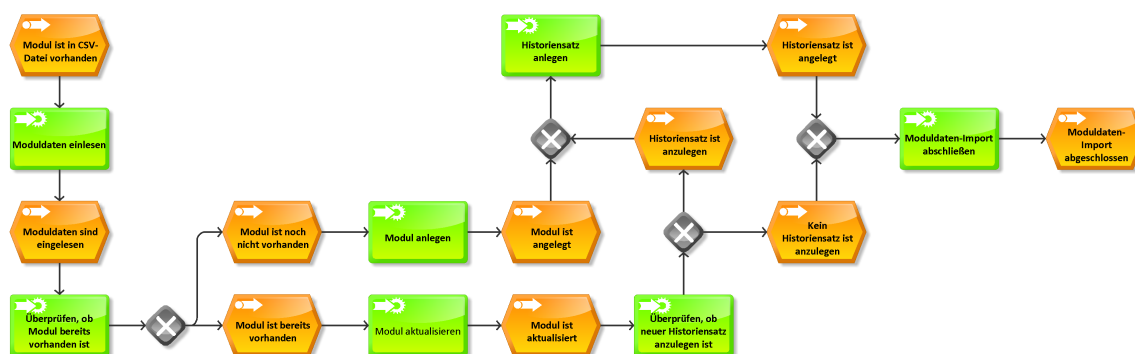 Modul ist in CSV-
Datei vorhanden
Moduldaten einlesen
Moduldaten sind
eingelesen
Überprüfen, ob
Modul bereits
vorhanden ist
Modul ist noch
nicht vorhanden
Modul anlegen
Modul ist
angelegt
Modul ist bereits
vorhanden
Modul aktualisieren
Modul ist
aktualisiert
Überprüfen, ob
neuer Historiensatz
anzulegen ist
Historiensatz ist
anzulegen
Kein
Historiensatz ist
anzulegen
Historiensatz
anlegen
Historiensatz ist
angelegt
Moduldaten-Import
abschließen
Moduldaten-
Import
abgeschlossen